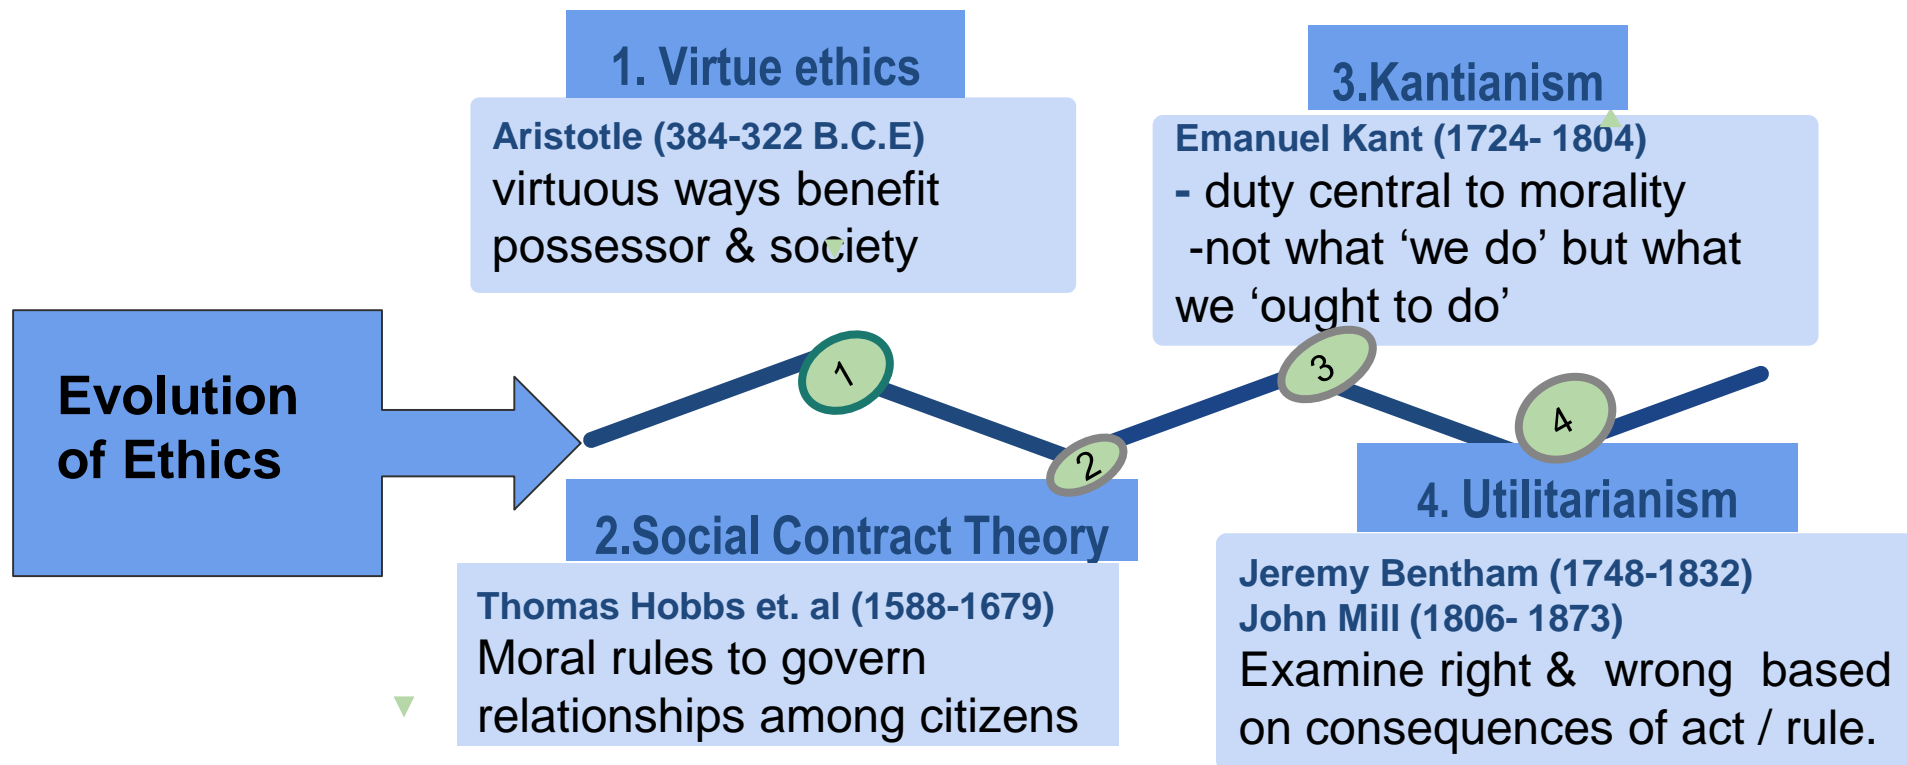 Evolution
of Ethics
1. Virtue ethics
Aristotle (384-322 B.C.E)
virtuous ways benefit
possessor & society
1
2
2.Social Contract Theory
Thomas Hobbs et. al (1588-1679)
Moral rules to govern
relationships among citizens
3.Kantianism
Emanuel Kant (1724- 1804)
- duty central to morality
-not what ‘we do’ but what
we ‘ought to do’
3
4
4. Utilitarianism
Jeremy Bentham (1748-1832)
John Mill (1806- 1873)
Examine right & wrong based
on consequences of act / rule.